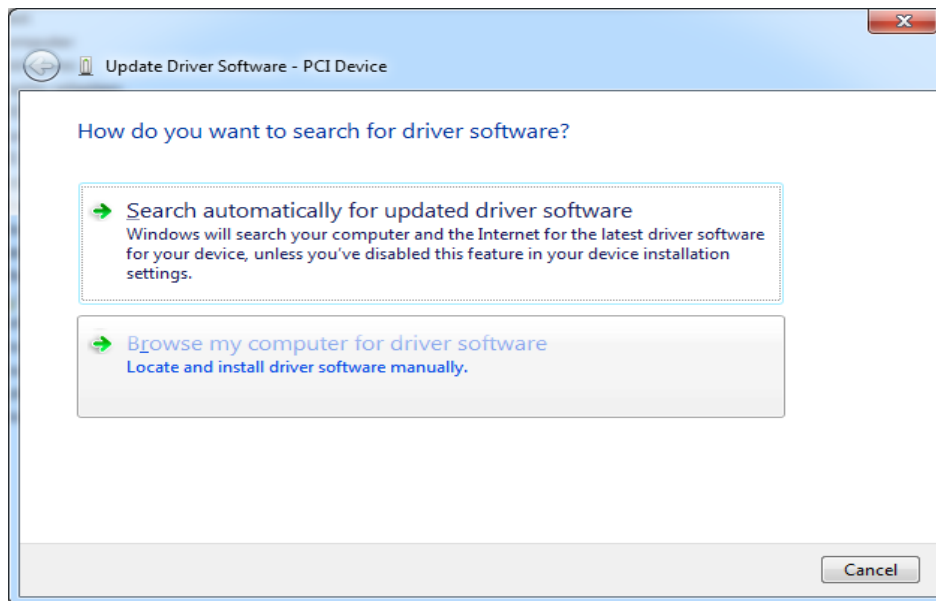 Update Driver Software - PCI Device
How do you want to search for driver software?
Search automatically for updated driver software
Windows will search your computer and the Internet for the latest driver software
for your device, unless you've disabled this feature in your device installation
settings.
Browse my computer for driver software
Locate and install driver software manually.
Cancel